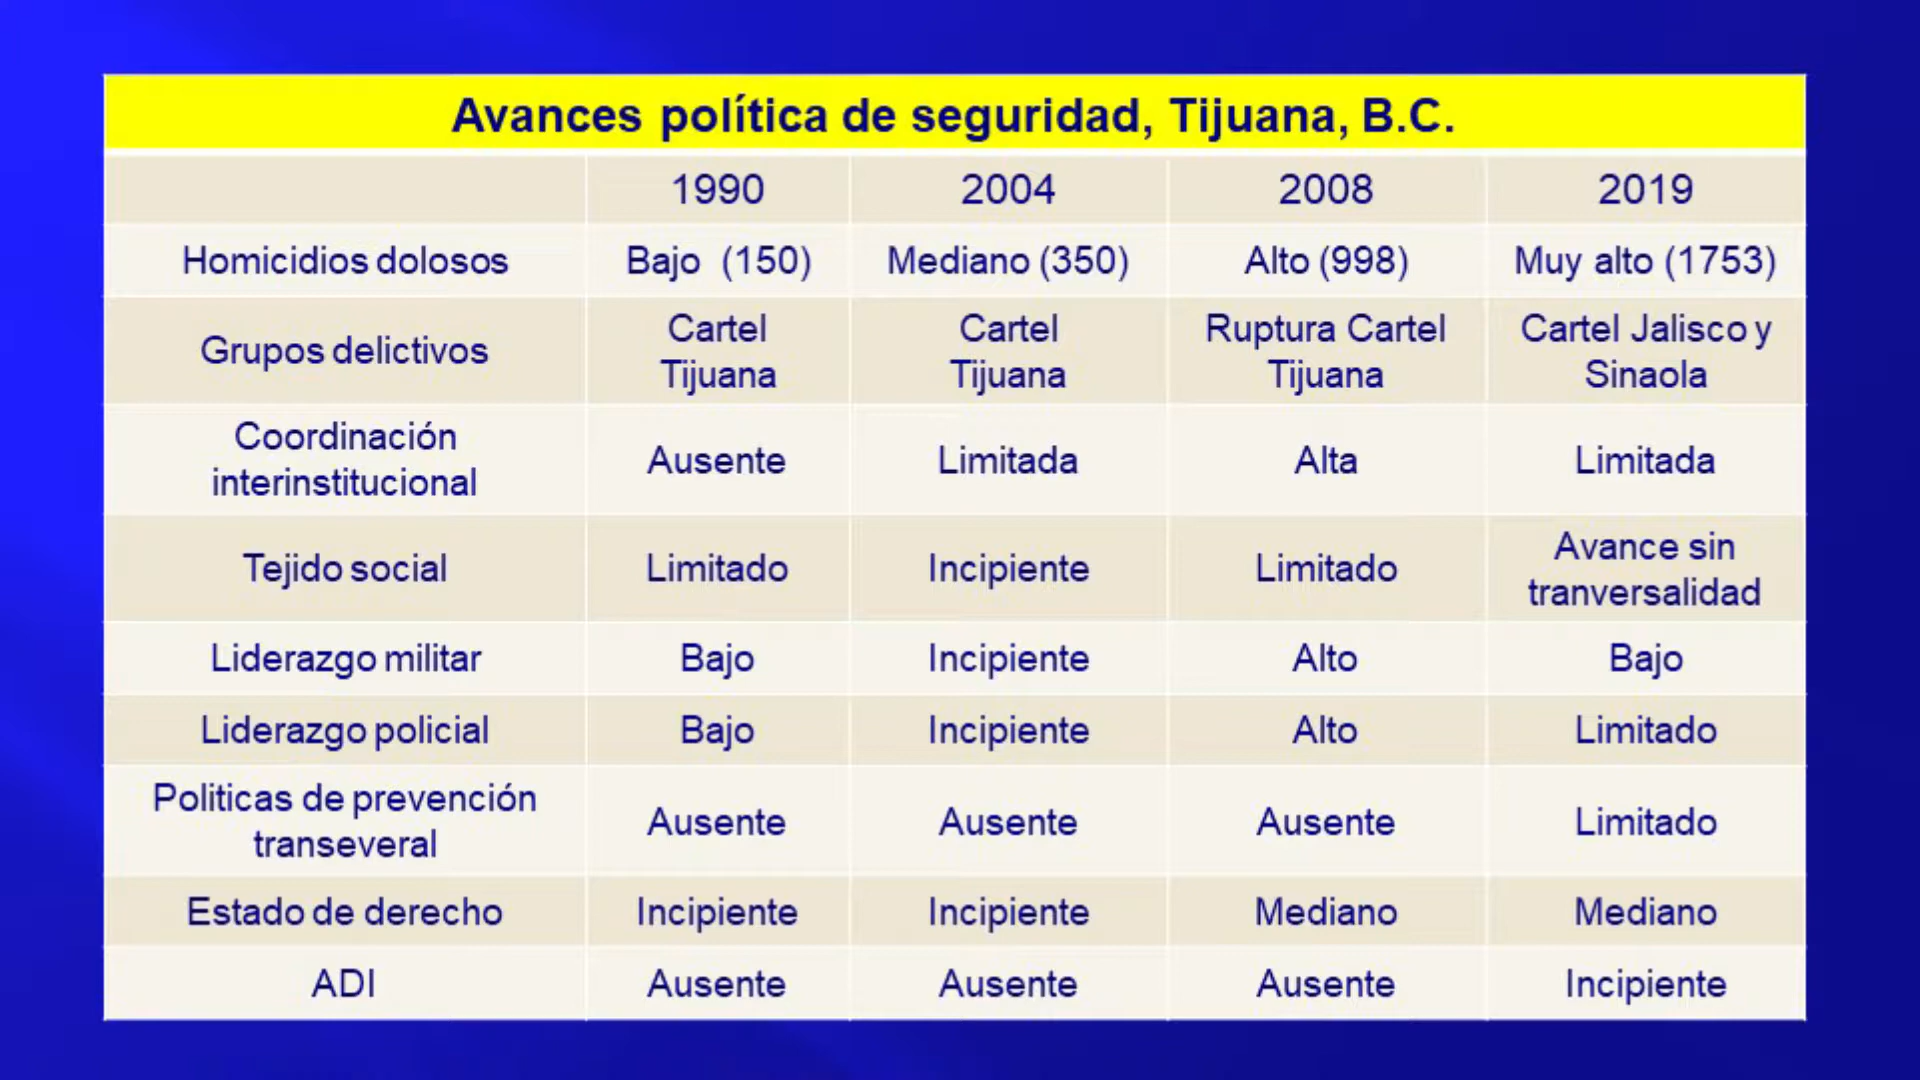 Avances política de seguridad, Tijuana, B.C.
1990 2004 2008 2019
Homicidios dolosos Bajo (150) Mediano (350) Alto (998) Muy alto (1753)
Grupos delictivos Cartel Tijuana Cartel Tijuana Ruptura Cartel Tijuana Cartel Jalisco y Sinaola
Coordinación interinstitucional Ausente Limitada Alta Limitada
Tejido social Limitado Incipiente Limitado Avance sin tranversalidad
Liderazgo militar Bajo Incipiente Alto Bajo
Liderazgo policial Bajo Incipiente Alto Limitado
Politicas de prevención transeveral Ausente Ausente Ausente Limitado
Estado de derecho Incipiente Incipiente Mediano Mediano
ADI Ausente Ausente Ausente Incipiente